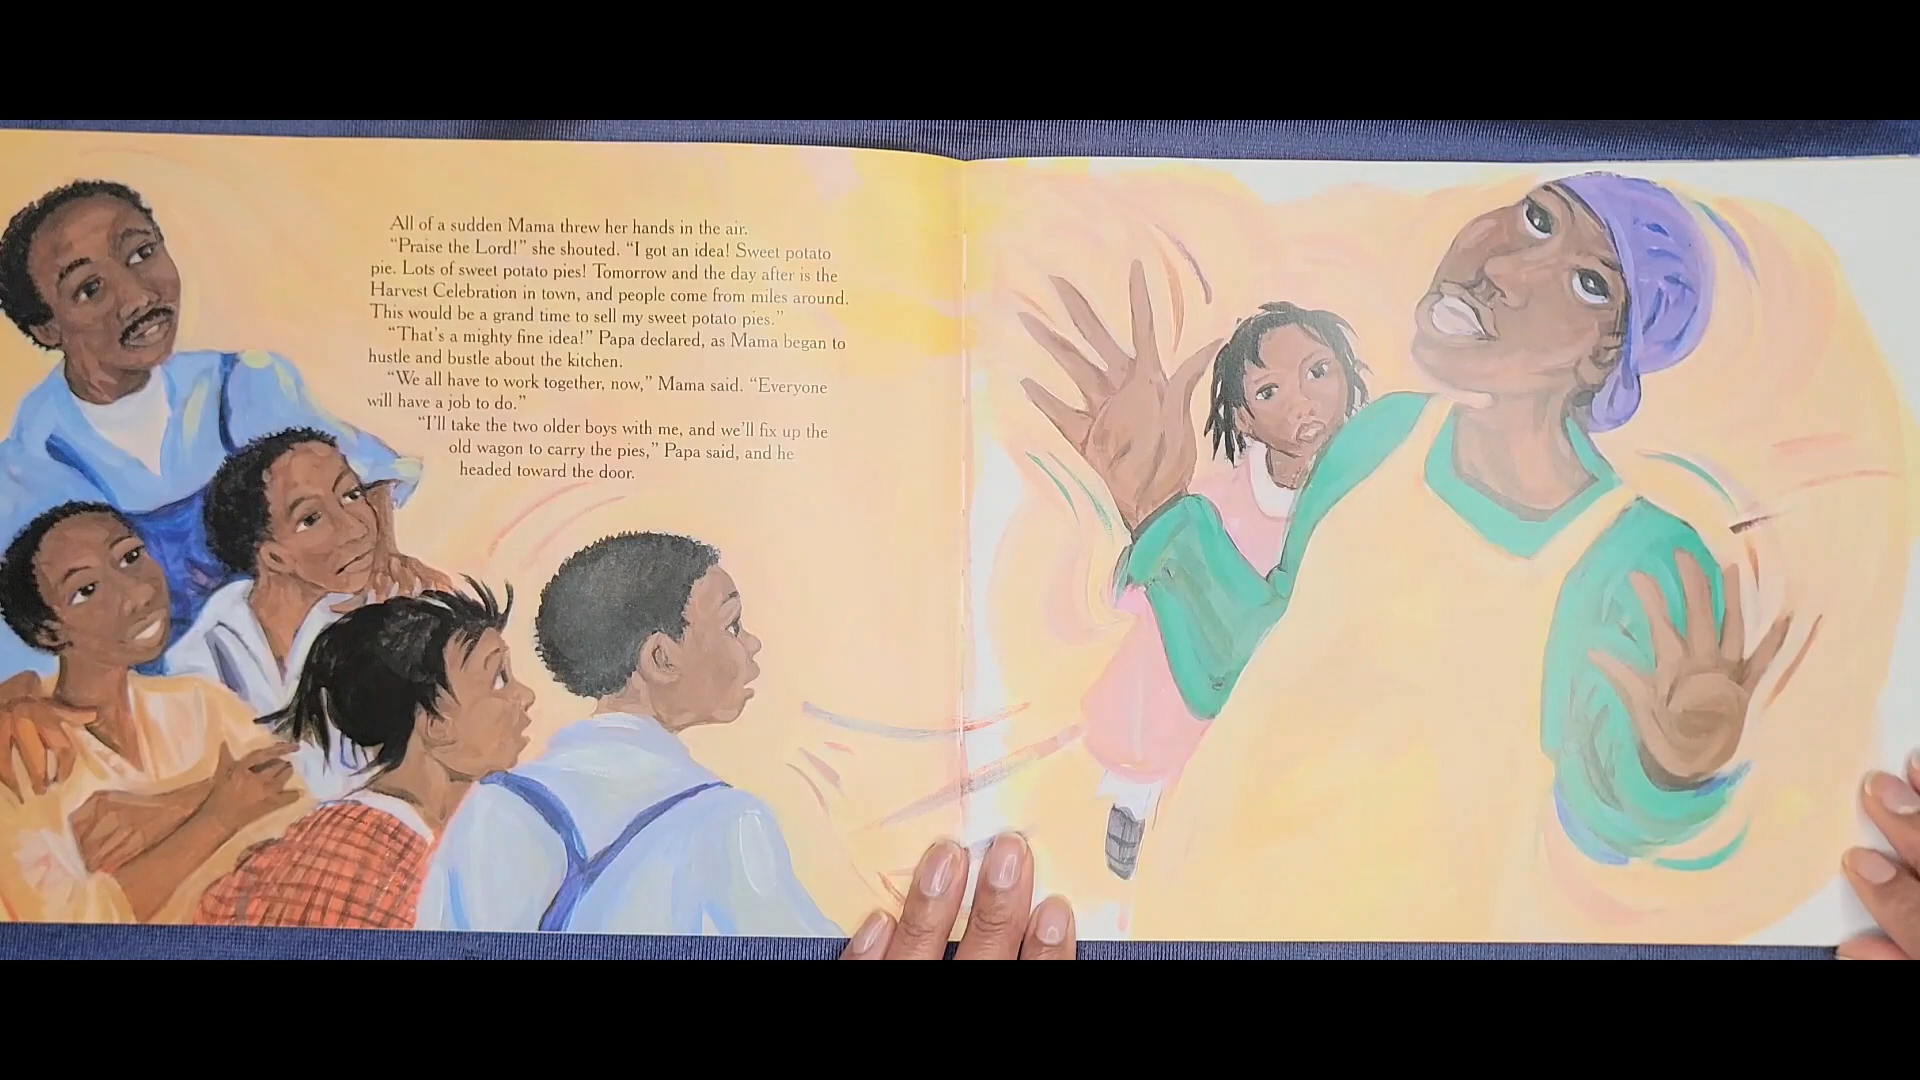 All of a sudden Mama threw her hands in the air.
“Praise the Lord!” she shouted. “I got an idea! Sweet potato
pie. Lots of sweet potato pies! Tomorrow and the day after is the
Harvest Celebration in town, and people come from miles around.
This would be a grand time to sell my sweet potato pies.”
“That’s a mighty fine idea!” Papa declared, as Mama began to
hustle and bustle about the kitchen.
“We all have to work together, now,” Mama said. “Everyone
will have a job to do.”
“I’ll take the two older boys with me, and we’ll fix up the
old wagon to carry the pies,” Papa said, and he
headed toward the door.